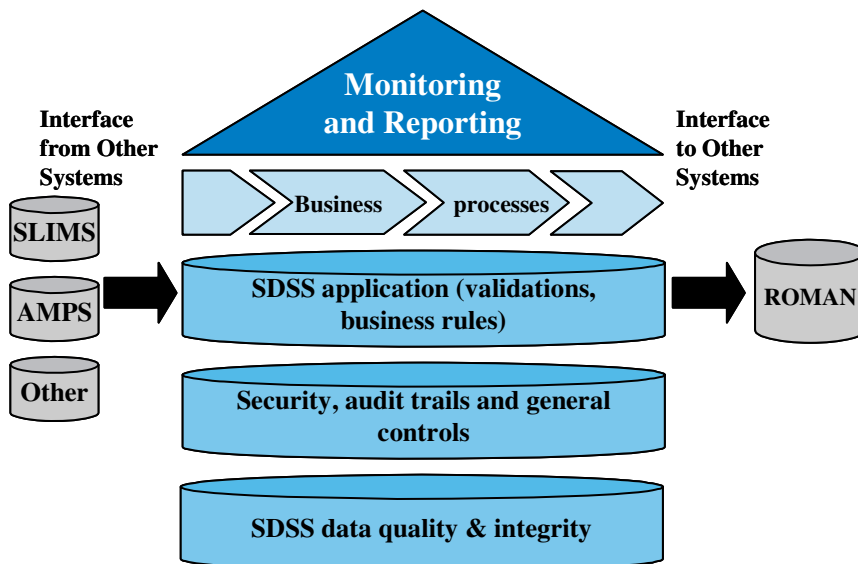 Monitoring
and Reporting
Interface
from Other
Systems
Interface
to Other
Systems
Business processes
SLIMS
AMPS
Other
SDSS application (validations,
business rules)
ROMAN
Security, audit trails and general
controls
SDSS data quality & integrity